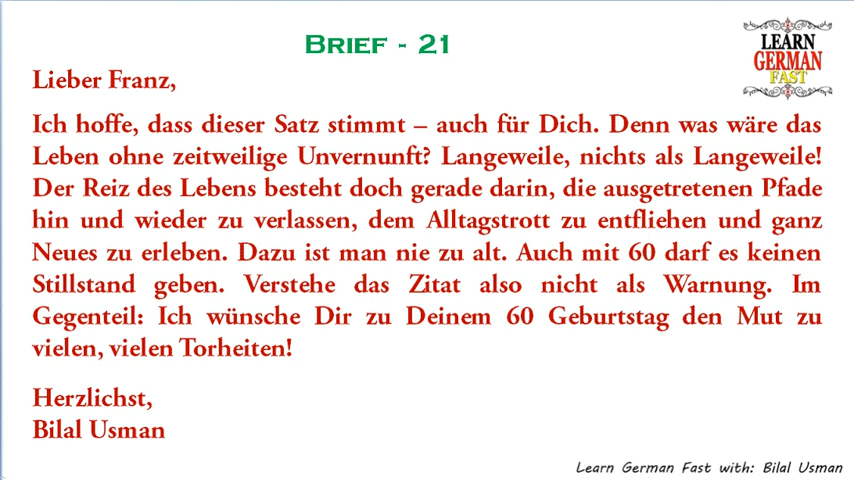 BRIEF - 21
LEARN
GERMAN
FAST
Lieber Franz,
Ich hoffe, dass dieser Satz stimmt – auch für Dich. Denn was wäre das
Leben ohne zeitweilige Unvernunft? Langeweile, nichts als Langeweile!
Der Reiz des Lebens besteht doch gerade darin, die ausgetretenen Pfade
hin und wieder zu verlassen, dem Alltagstrott zu entfliehen und ganz
Neues zu erleben. Dazu ist man nie zu alt. Auch mit 60 darf es keinen
Stillstand geben. Verstehe das Zitat also nicht als Warnung. Im
Gegenteil: Ich wünsche Dir zu Deinem 60 Geburtstag den Mut zu
vielen, vielen Torheiten!
Herzlichst,
Bilal Usman
Learn German Fast with: Bilal Usman